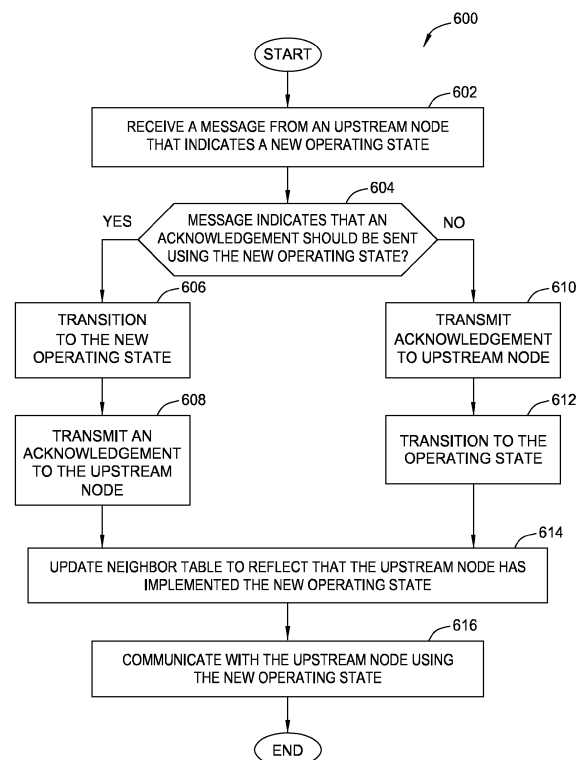 600
START
602
RECEIVE A MESSAGE FROM AN UPSTREAM NODE
THAT INDICATES A NEW OPERATING STATE
604
YES
MESSAGE INDICATES THAT AN
ACKNOWLEDGEMENT SHOULD BE SENT
USING THE NEW OPERATING STATE?
NO
606
TRANSITION
TO THE NEW
OPERATING STATE
610
TRANSMIT
ACKNOWLEDGEMENT
TO UPSTREAM NODE
608
TRANSMIT AN
ACKNOWLEDGEMENT
TO THE UPSTREAM
NODE
612
TRANSITION TO THE
OPERATING STATE
614
UPDATE NEIGHBOR TABLE TO REFLECT THAT THE UPSTREAM NODE HAS
IMPLEMENTED THE NEW OPERATING STATE
616
COMMUNICATE WITH THE UPSTREAM NODE USING
THE NEW OPERATING STATE
END